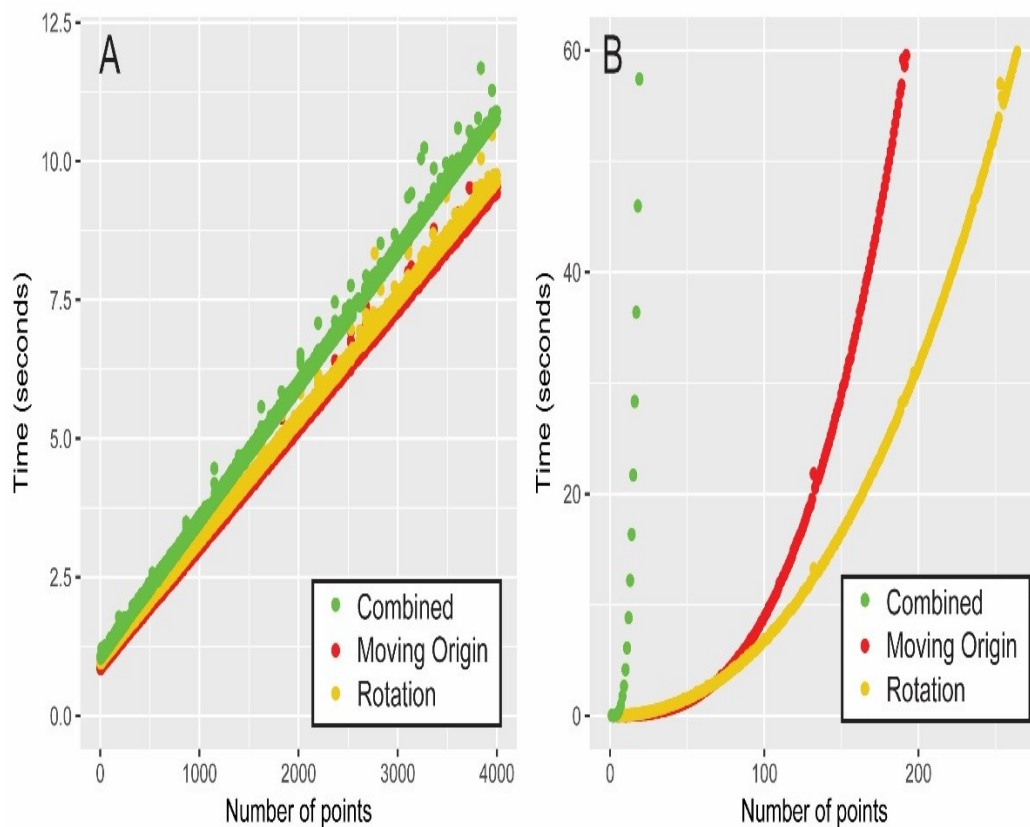 A
12.5
10.0
7.5
5.0
2.5
0.0
Time (seconds)
0 1000 2000 3000 4000
Number of points
Combined
Moving Origin
Rotation
B
60
40
20
0
Time (seconds)
0 100 200
Number of points
Combined
Moving Origin
Rotation